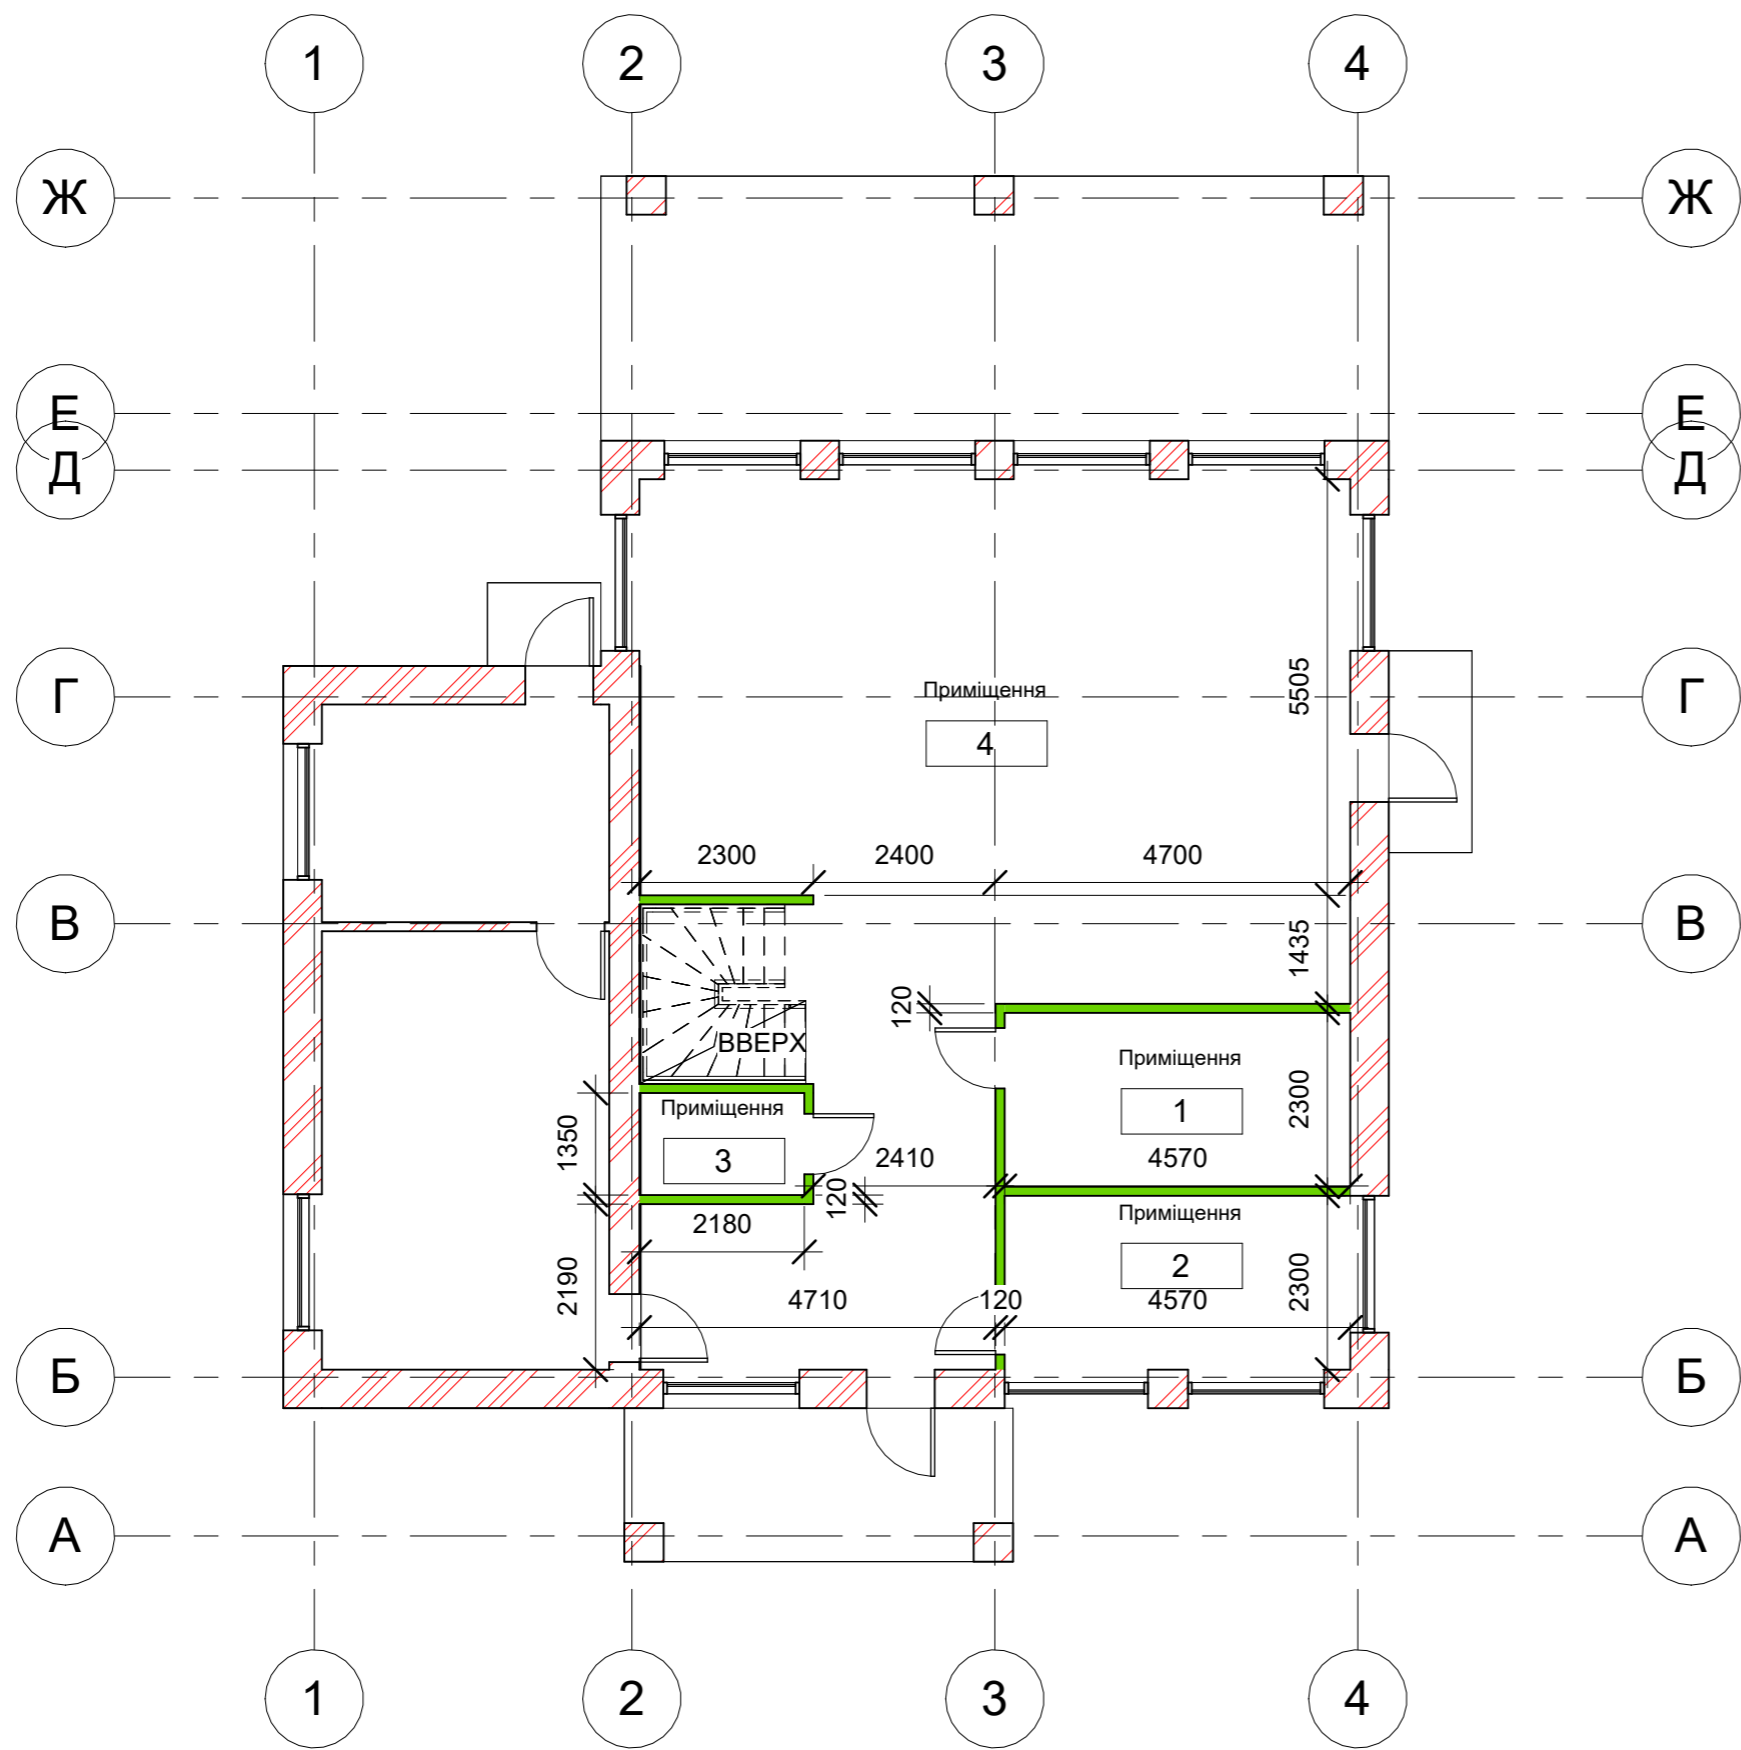 1 2 3 4
Ж Ж
Е Е
Д Д
Приміщення
4
5505
Г Г
2300 2400 4700
В В
1435
120
ВВЕРХ
Приміщення
1
2300
4570
Приміщення
3
1350
2410
120
2180
Приміщення
2
2190
4710 120 4570
2300
Б Б
А А
1 2 3 4